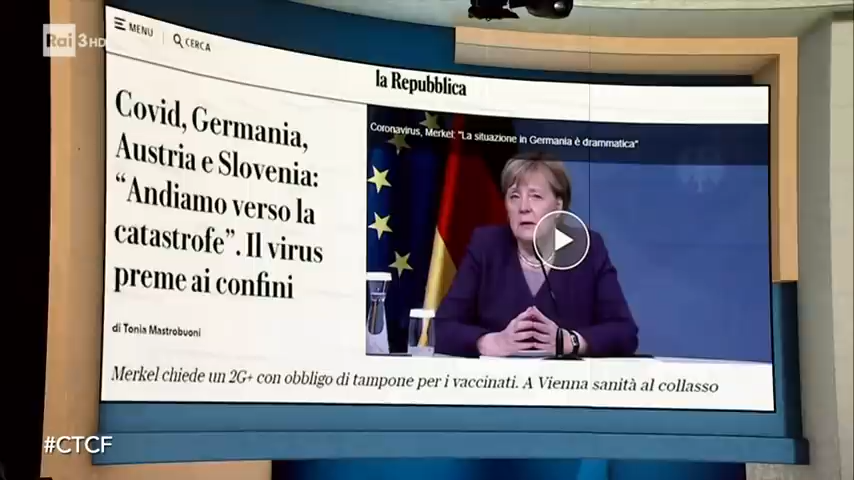 Rai 3HD
MENU
CERCA
la Repubblica
Covid, Germania,
Austria e Slovenia:
“Andiamo verso la
catastrofe”. Il virus
preme ai confini
di Tonia Mastrobuoni
Coronavirus, Merkel: "La situazione in Germania è drammatica"
Merkel chiede un 2G+ con obbligo di tampone per i vaccinati. A Vienna sanità al collasso
#CTCF